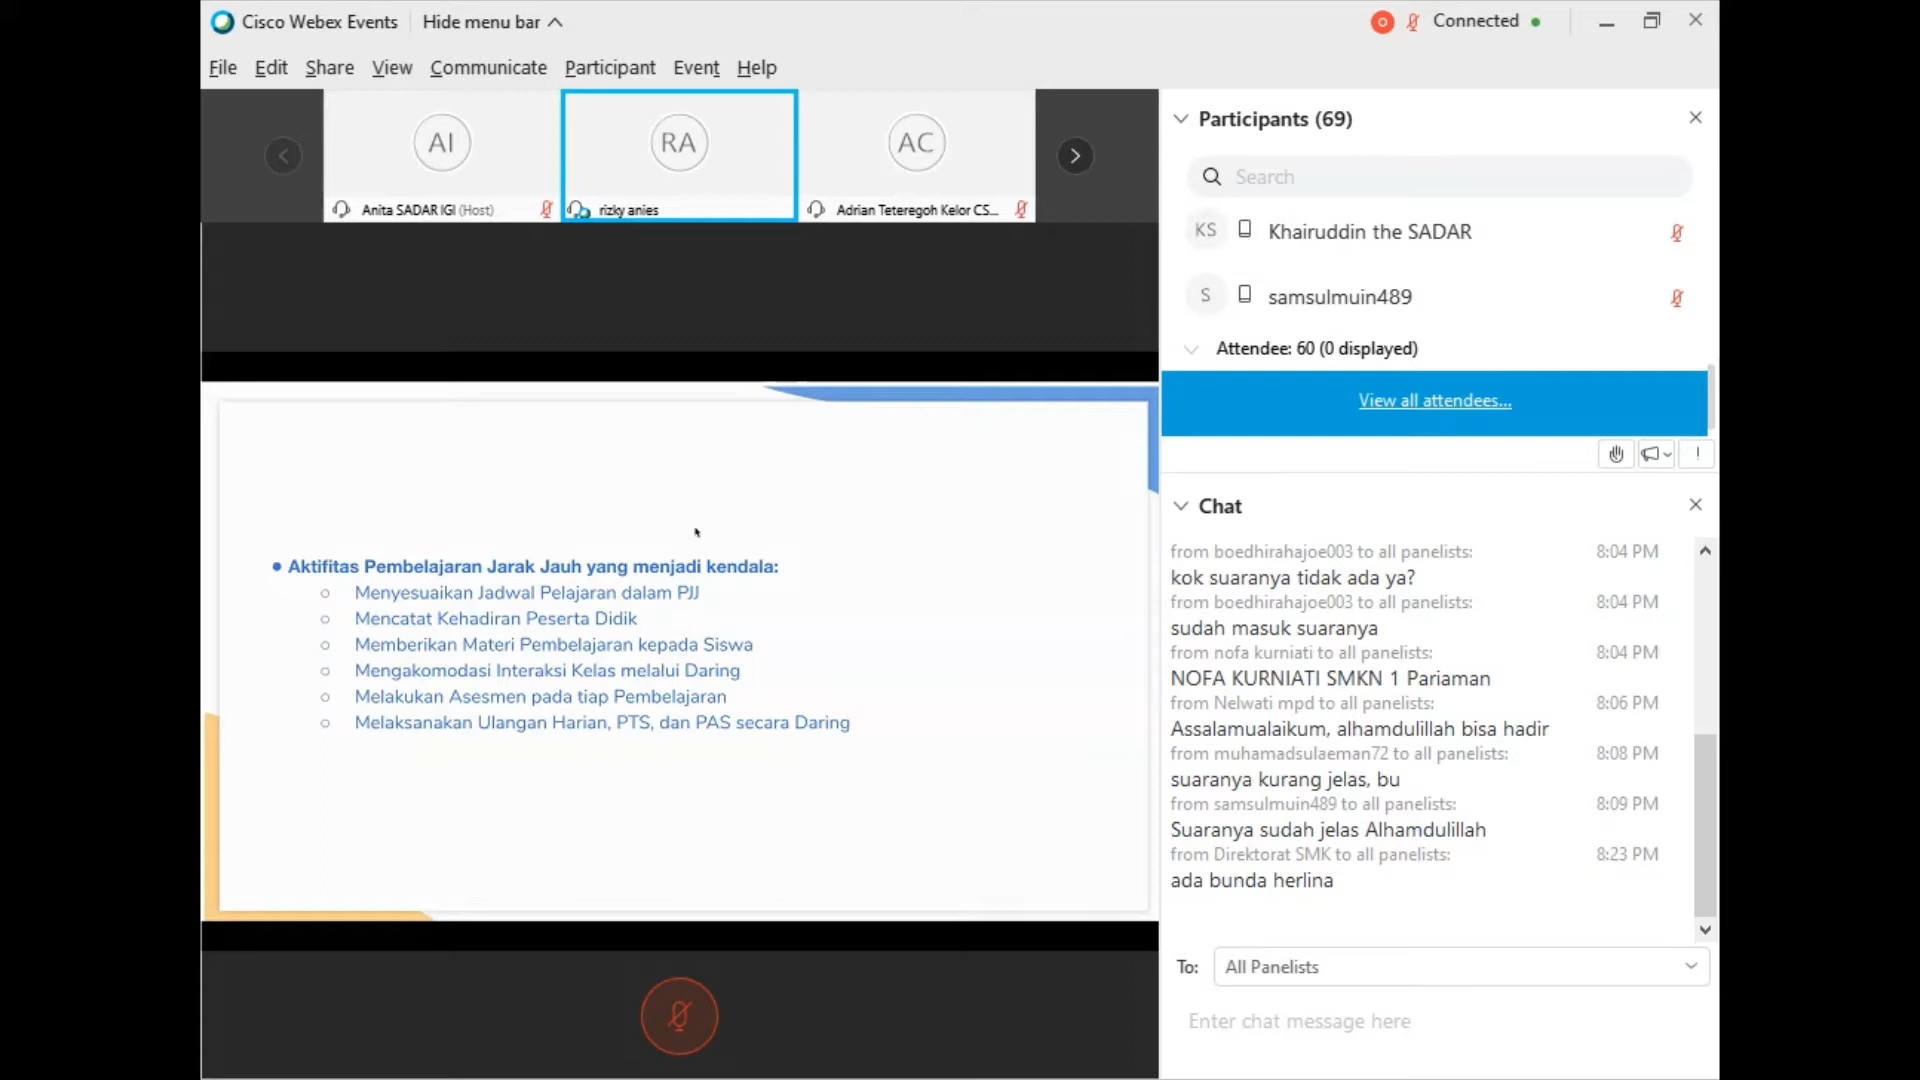 Cisco Webex Events
Hide menu bar
Connected
File Edit Share View Communicate Participant Event Help
AI
RA
AC
Anita SADAR IGI (Host)
rizky anies
Adrian Teteregoh Kelor CS...
Participants (69)
Search
KS
Khairuddin the SADAR
S
samsulmuin489
Attendee: 60 (0 displayed)
View all attendees...
● Aktifitas Pembelajaran Jarak Jauh yang menjadi kendala:
○ Menyesuaikan Jadwal Pelajaran dalam PJJ
○ Mencatat Kehadiran Peserta Didik
○ Memberikan Materi Pembelajaran kepada Siswa
○ Mengakomodasi Interaksi Kelas melalui Daring
○ Melakukan Asesmen pada tiap Pembelajaran
○ Melaksanakan Ulangan Harian, PTS, dan PAS secara Daring
Chat
from boedhirahajoe003 to all panelists: 8:04 PM
kok suaranya tidak ada ya?
from boedhirahajoe003 to all panelists: 8:04 PM
sudah masuk suaranya
from nofa kurniati to all panelists: 8:04 PM
NOFA KURNIATI SMKN 1 Pariaman
from Nelwati mpd to all panelists: 8:06 PM
Assalamualaikum, alhamdulillah bisa hadir
from muhamadsulaeman72 to all panelists: 8:08 PM
suaranya kurang jelas, bu
from samsulmuin489 to all panelists: 8:09 PM
Suaranya sudah jelas Alhamdulillah
from Direktorat SMK to all panelists: 8:23 PM
ada bunda herlina
To: All Panelists
Enter chat message here